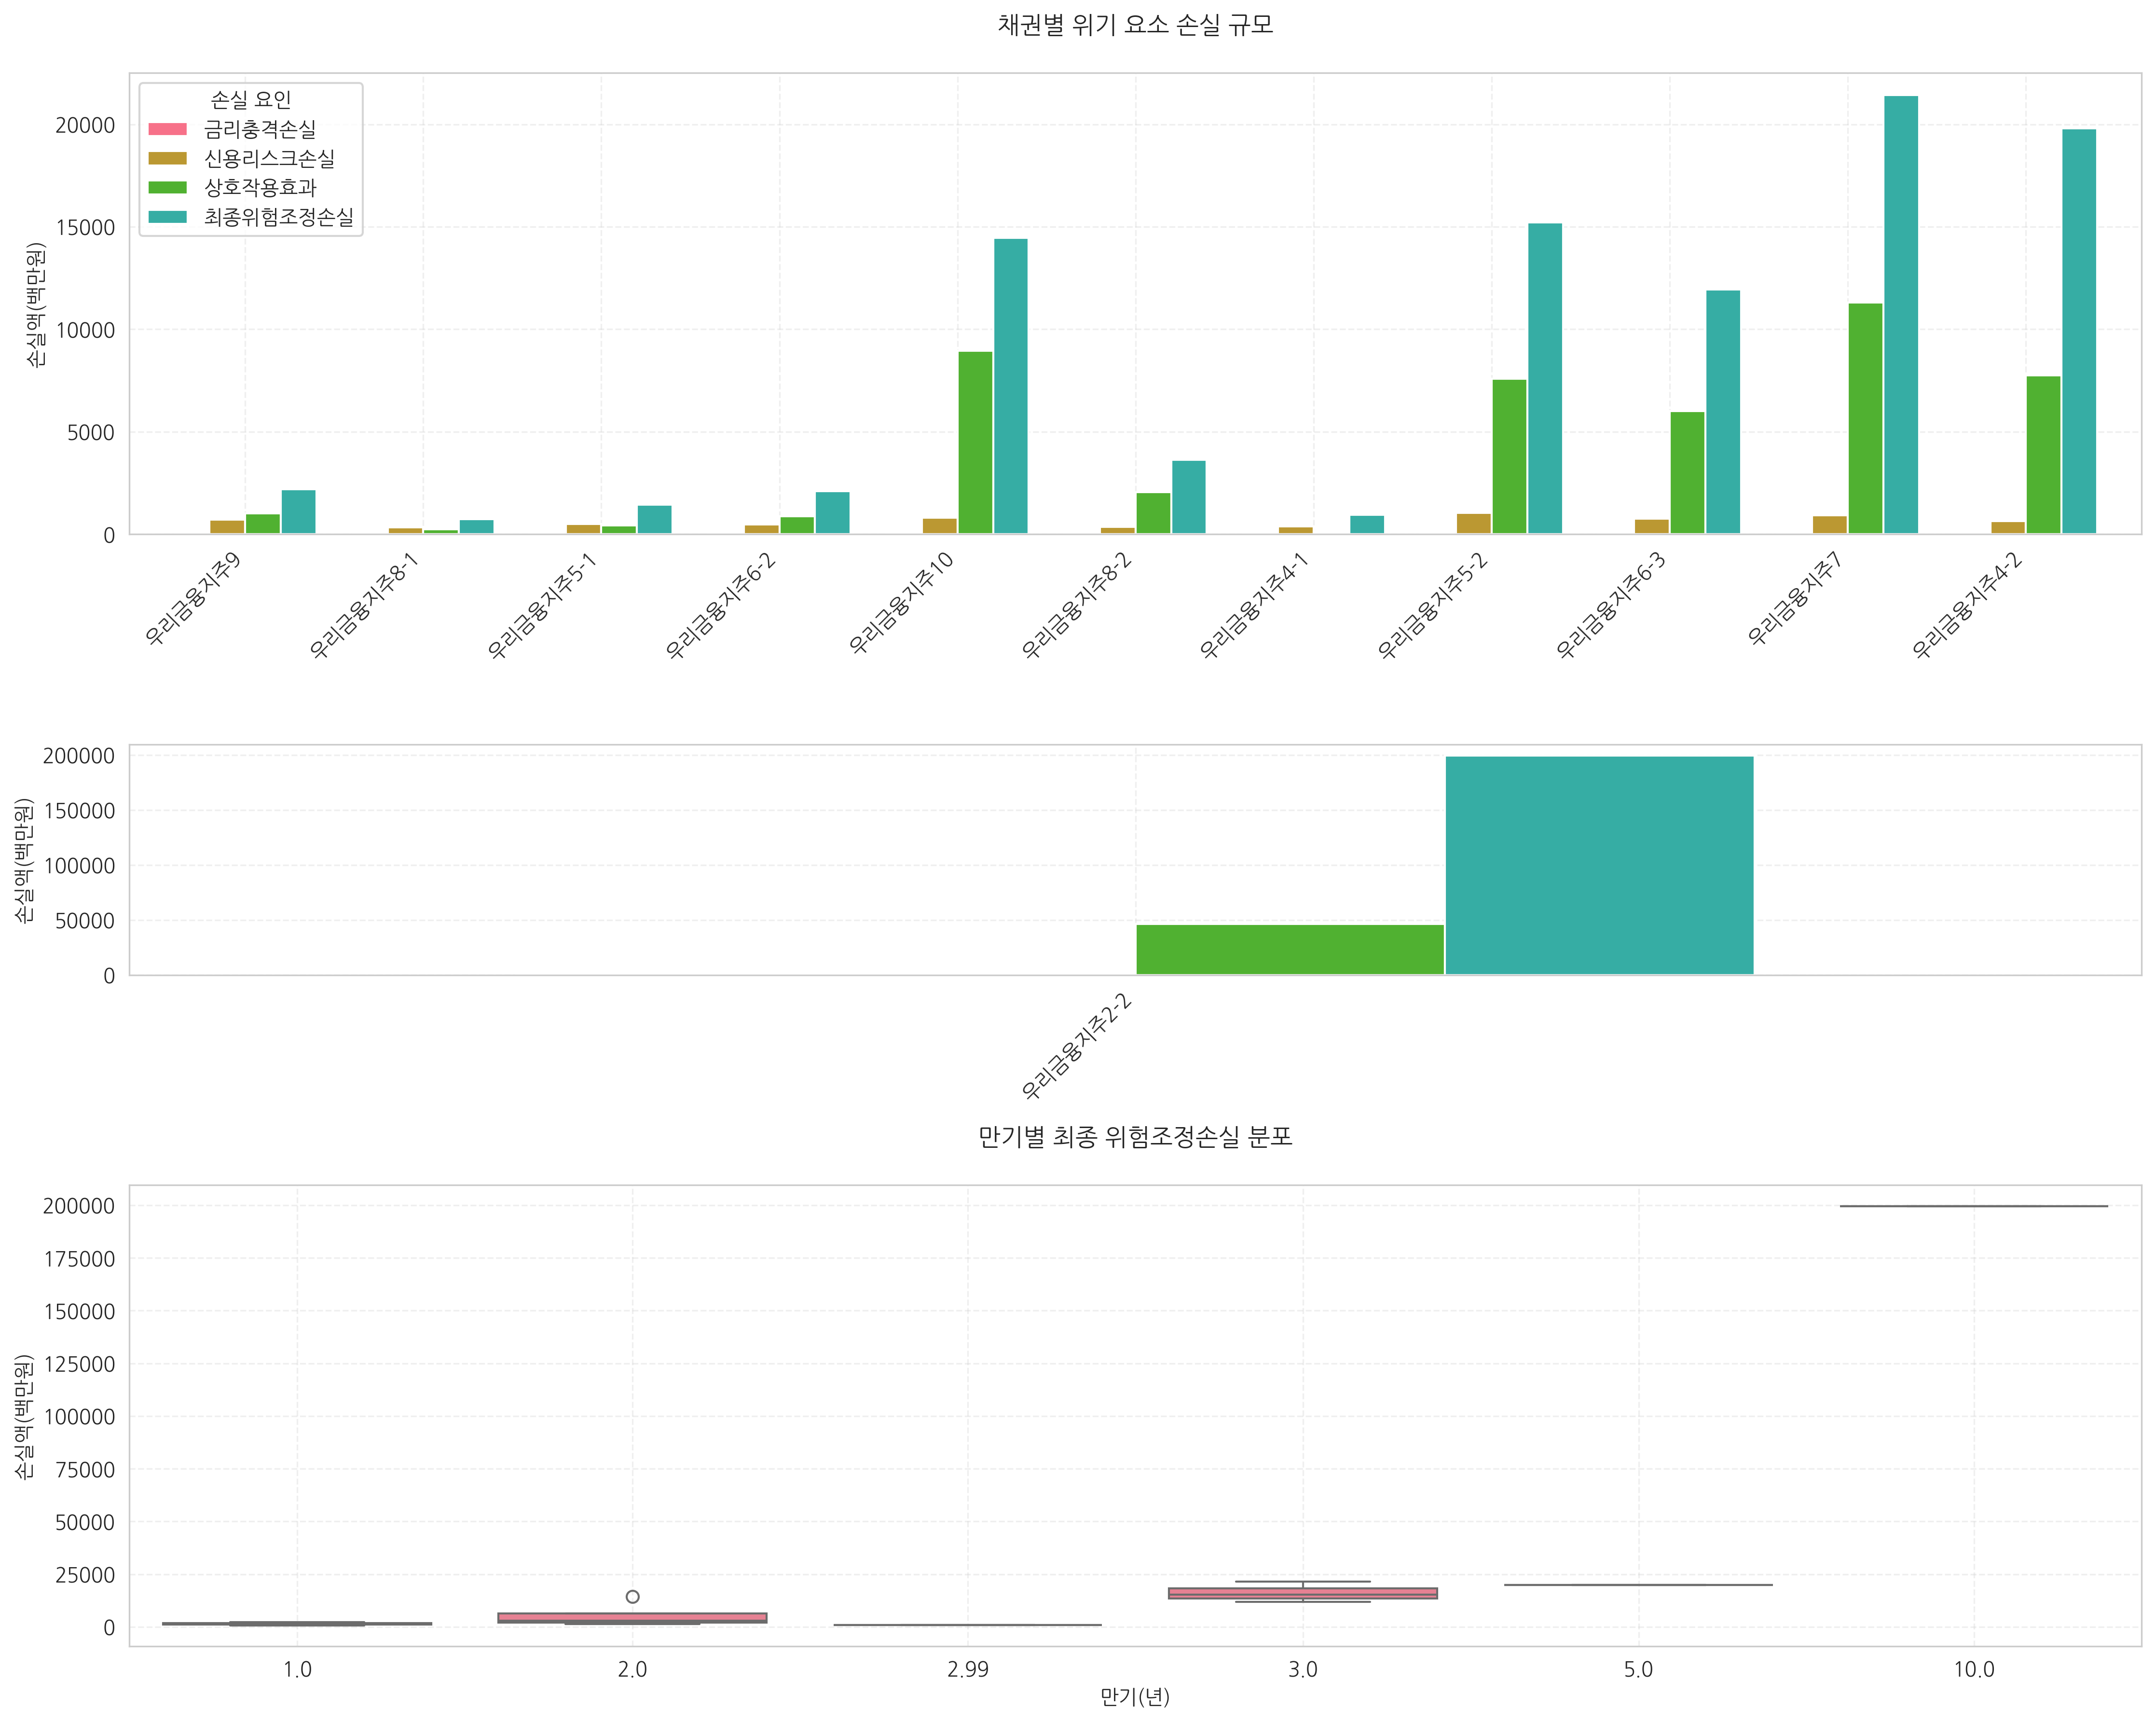 채권별 위기 요소 손실 규모
손실 요인
금리충격손실
신용리스크손실
상호작용효과
최종위험조정손실
손실액(백만원)
20000
15000
10000
5000
0
우리금융지주9
우리금융지주8-1
우리금융지주5-1
우리금융지주6-2
우리금융지주10
우리금융지주8-2
우리금융지주4-1
우리금융지주5-2
우리금융지주6-3
우리금융지주7
우리금융지주4-2
손실액(백만원)
200000
150000
100000
50000
0
우리금융지주2-2
만기별 최종 위험조정손실 분포
손실액(백만원)
200000
175000
150000
125000
100000
75000
50000
25000
0
1.0
2.0
2.99
3.0
5.0
10.0
만기(년)